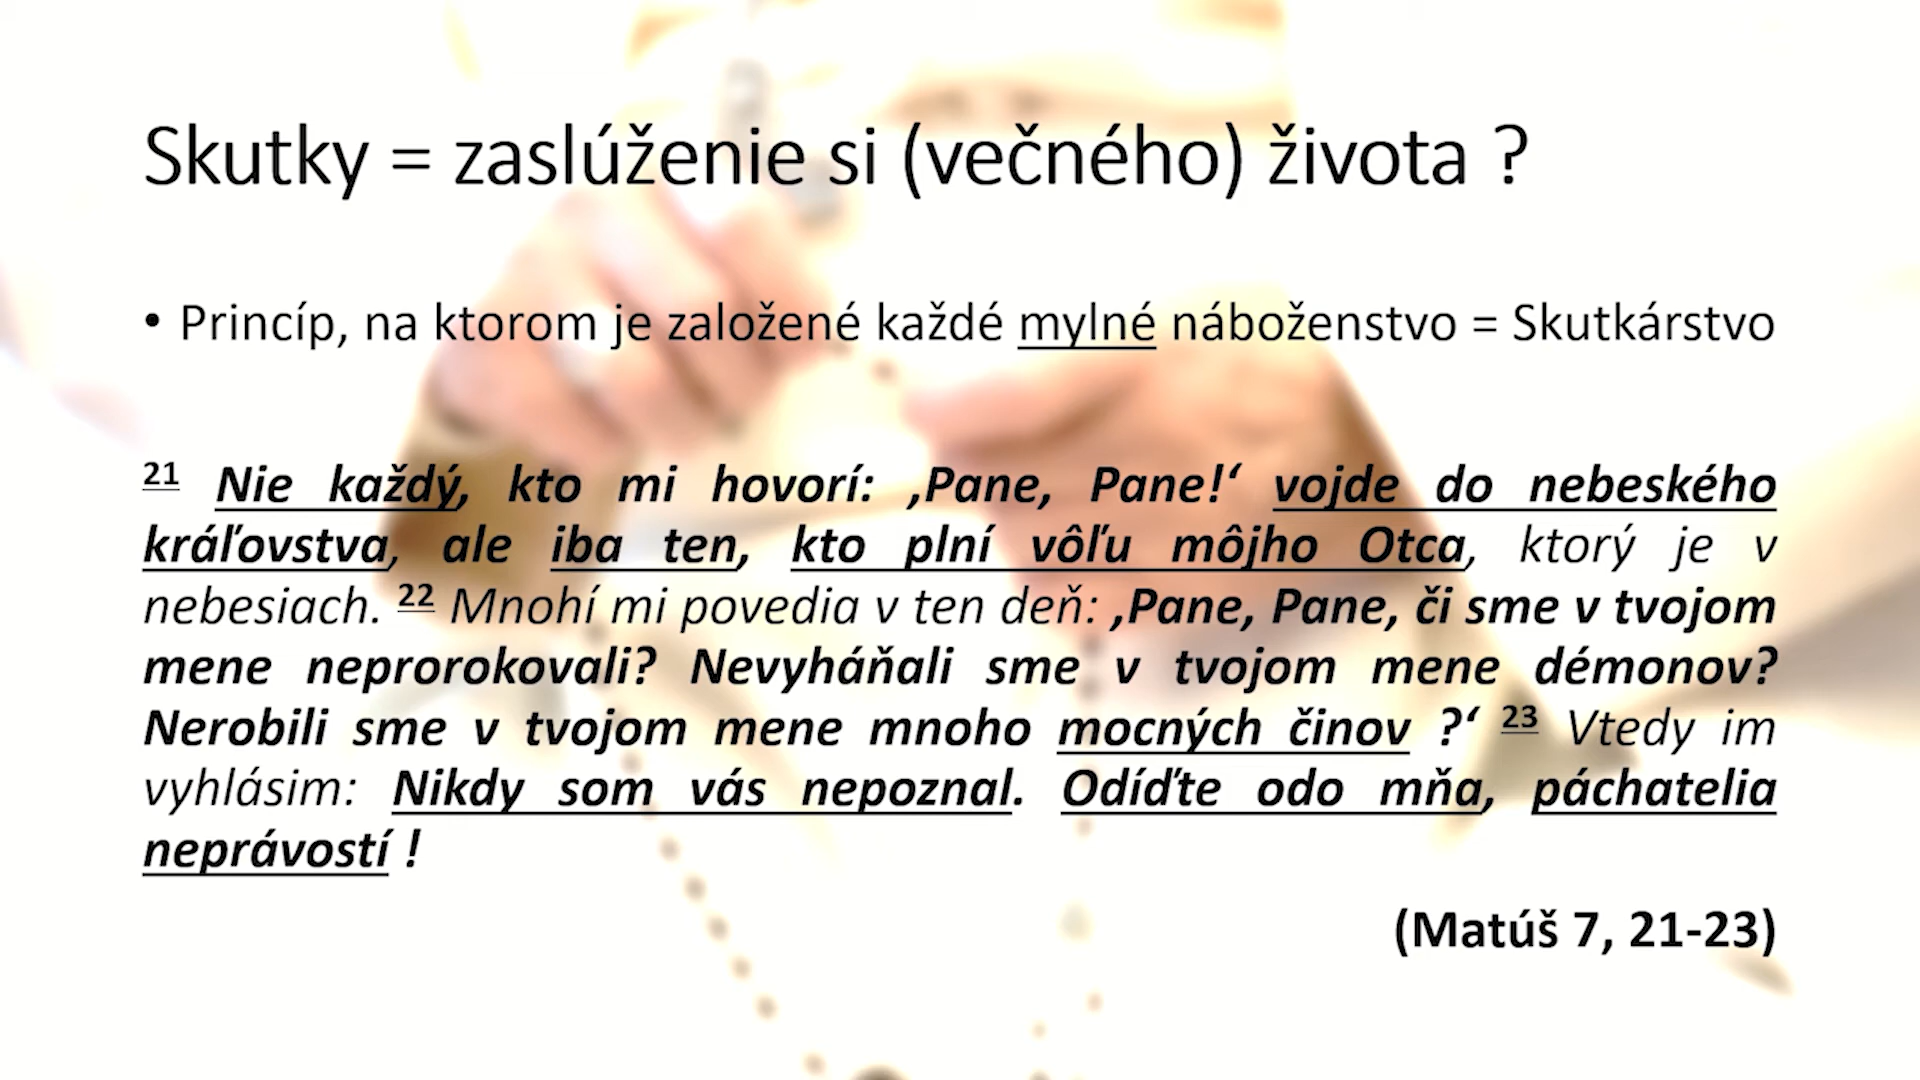 Skutky = zaslúženie si (večného) života ?
• Princíp, na ktorom je založené každé mylné náboženstvo = Skutkárstvo
21 Nie každý, kto mi hovorí: ‚Pane, Pane!‘ vojde do nebeského
kráľovstva, ale iba ten, kto plní vôľu môjho Otca, ktorý je v
nebesiach. 22 Mnohí mi povedia v ten deň: ‚Pane, Pane, či sme v tvojom
mene neprorokovali? Nevyháňali sme v tvojom mene démonov?
Nerobili sme v tvojom mene mnoho mocných činov ?‘ 23 Vtedy im
vyhlásim: Nikdy som vás nepoznal. Odíďte odo mňa, páchatelia
neprávostí !
(Matúš 7, 21-23)